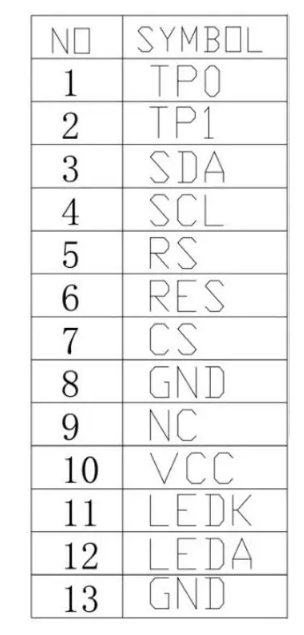 NO SYMBOL
1 TP0
2 TP1
3 SDA
4 SCL
5 RS
6 RES
7 CS
8 GND
9 NC
10 VCC
11 LEDK
12 LEDA
13 GND